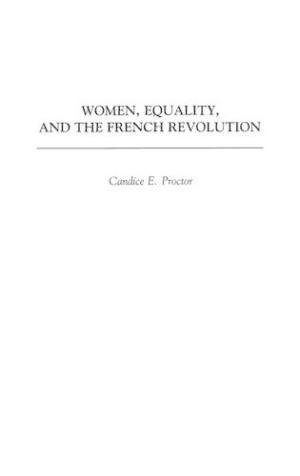 WOMEN, EQUALITY,
AND THE FRENCH REVOLUTION
Candice E. Proctor